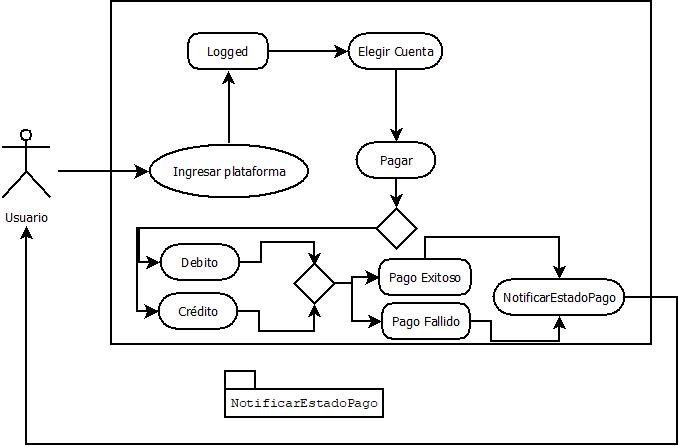 Logged
Elegir Cuenta
Pagar
Ingresar plataforma
Usuario
Debito
Crédito
Pago Exitoso
Pago Fallido
NotificarEstadoPago
NotificarEstadoPago